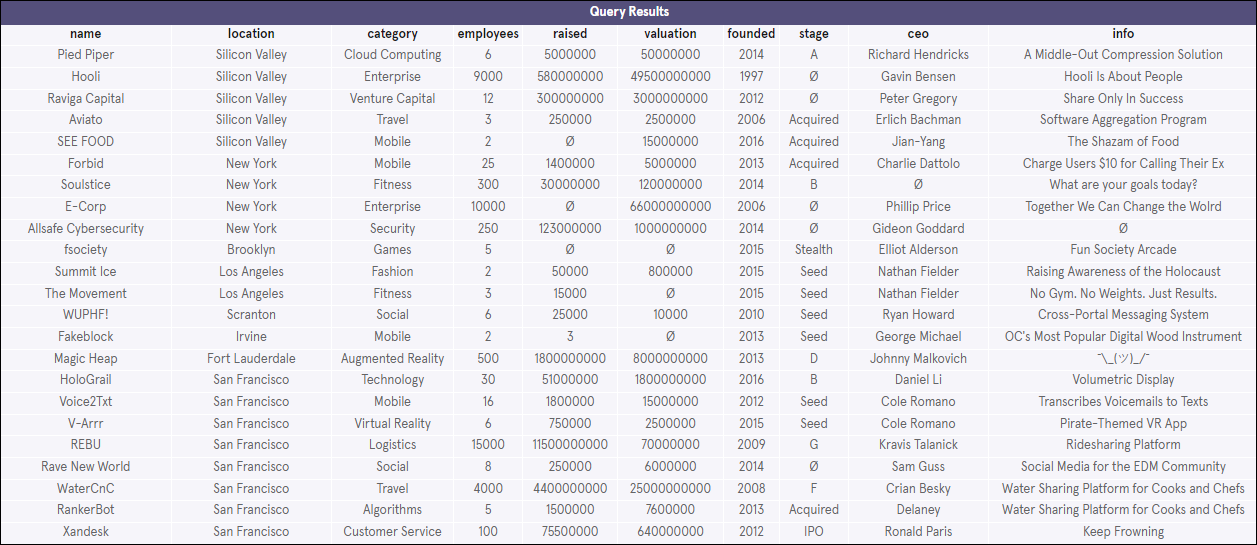 Query Results
name location category employees raised valuation founded stage ceo info
Pied Piper Silicon Valley Cloud Computing 6 5000000 50000000 2014 A Richard Hendricks A Middle-Out Compression Solution
Hooli Silicon Valley Enterprise 9000 580000000 49500000000 1997 Ø Gavin Bensen Hooli Is About People
Raviga Capital Silicon Valley Venture Capital 12 300000000 3000000000 2012 Ø Peter Gregory Share Only In Success
Aviato Silicon Valley Travel 3 250000 2500000 2006 Acquired Erlich Bachman Software Aggregation Program
SEE FOOD Silicon Valley Mobile 2 Ø 15000000 2016 Acquired Jian-Yang The Shazam of Food
Forbid New York Mobile 25 1400000 5000000 2013 Acquired Charlie Dattolo Charge Users $10 for Calling Their Ex
Soulstice New York Fitness 300 30000000 120000000 2014 B Ø What are your goals today?
E-Corp New York Enterprise 10000 Ø 66000000000 2006 Ø Phillip Price Together We Can Change the Wolrd
Allsafe Cybersecurity New York Security 250 123000000 1000000000 2014 Ø Gideon Goddard Ø
fsociety Brooklyn Games 5 Ø Ø 2015 Stealth Elliot Alderson Fun Society Arcade
Summit Ice Los Angeles Fashion 2 50000 800000 2015 Seed Nathan Fielder Raising Awareness of the Holocaust
The Movement Los Angeles Fitness 3 15000 Ø 2015 Seed Nathan Fielder No Gym. No Weights. Just Results.
WUPHF! Scranton Social 6 25000 10000 2010 Seed Ryan Howard Cross-Portal Messaging System
Fakeblock Irvine Mobile 2 3 Ø 2013 Seed George Michael OC's Most Popular Digital Wood Instrument
Magic Heap Fort Lauderdale Augmented Reality 500 1800000000 8000000000 2013 D Johnny Malkovich ¯\_(ツ)_/¯
HoloGrail San Francisco Technology 30 51000000 1800000000 2016 B Daniel Li Volumetric Display
Voice2Txt San Francisco Mobile 16 1800000 15000000 2012 Seed Cole Romano Transcribes Voicemails to Texts
V-Arrr San Francisco Virtual Reality 6 750000 2500000 2015 Seed Cole Romano Pirate-Themed VR App
REBU San Francisco Logistics 15000 11500000000 70000000 2009 G Kravis Talanick Ridesharing Platform
Rave New World San Francisco Social 8 250000 6000000 2014 Ø Sam Guss Social Media for the EDM Community
WaterCnC San Francisco Travel 4000 4400000000 25000000000 2008 F Crian Besky Water Sharing Platform for Cooks and Chefs
RankerBot San Francisco Algorithms 5 1500000 7600000 2013 Acquired Delaney Water Sharing Platform for Cooks and Chefs
Xandesk San Francisco Customer Service 100 75500000 640000000 2012 IPO Ronald Paris Keep Frowning